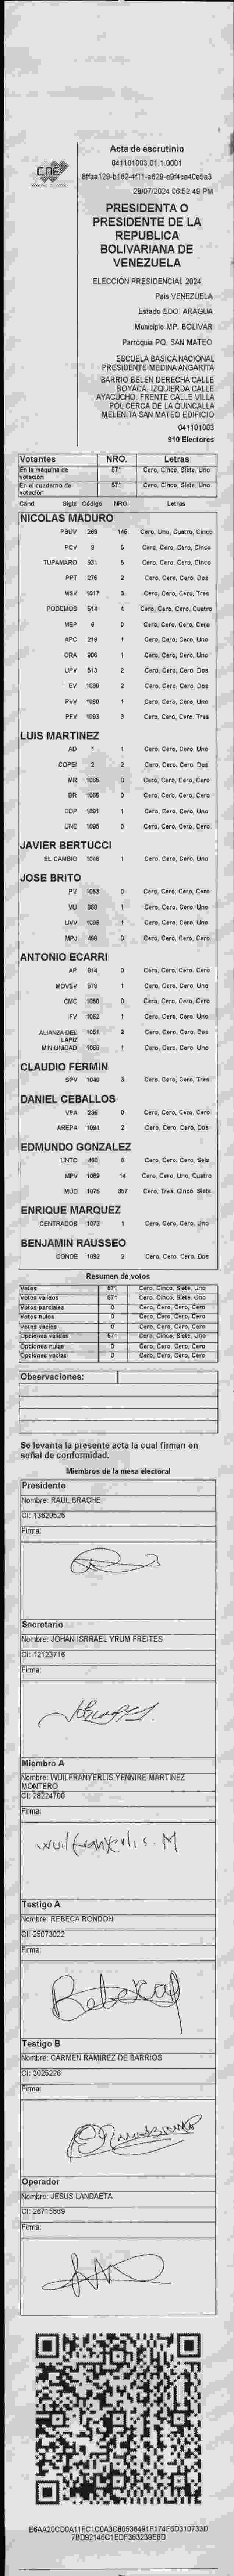 CNE
Acta de escrutinio
041101003.01.1.0001
28/07/2024 06:52:49 PM
PRESIDENTA O
PRESIDENTE DE LA
REPUBLICA
BOLIVARIANA DE
VENEZUELA
ELECCIÓN PRESIDENCIAL 2024
País VENEZUELA
Estado EDO. ARAGUA
Municipio MP. BOLIVAR
Parroquia PQ. SAN MATEO
ESCUELA BASICA NACIONAL
PRESIDENTE MEDINA ANGARITA
BARRIO BELEN DERECHA CALLE
BOYACA. IZQUIERDA CALLE
AYACUCHO. FRENTE CALLE VILLA
POL CERCA DE LA QUINCALLA
MELENITA SAN MATEO EDIFICIO
041101003
910 Electores
Votantes NRO. Letras
En la máquina de votación 571 Cero, Cinco, Siete, Uno
En el cuaderno de votación 571 Cero, Cinco, Siete, Uno
Cand. Sigla Código NRO. Letras
NICOLAS MADURO
PSUV 269 145 Cero, Uno, Cuatro, Cinco
PCV 9 5 Cero, Cero, Cero, Cinco
TUPAMARO 931 5 Cero, Cero, Cero, Cinco
PPT 276 2 Cero, Cero, Cero, Dos
MSV 1017 3 Cero, Cero, Cero, Tres
PODEMOS 514 4 Cero, Cero, Cero, Cuatro
MEP 6 0 Cero, Cero, Cero, Cero
APC 219 1 Cero, Cero, Cero, Uno
ORA 906 1 Cero, Cero, Cero, Uno
UPV 613 2 Cero, Cero, Cero, Dos
EV 1089 2 Cero, Cero, Cero, Dos
PVV 1090 1 Cero, Cero, Cero, Uno
PFV 1093 3 Cero, Cero, Cero, Tres
LUIS MARTINEZ
AD 1 1 Cero, Cero, Cero, Uno
COPEI 2 2 Cero, Cero, Cero, Dos
MR 1065 0 Cero, Cero, Cero, Cero
BR 0 Cero, Cero, Cero, Cero
DDP 1091 1 Cero, Cero, Cero, Uno
UNE 1095 0 Cero, Cero, Cero, Cero
JAVIER BERTUCCI
EL CAMBIO 1046 1 Cero, Cero, Cero, Uno
JOSE BRITO
PV 1053 0 Cero, Cero, Cero, Cero
VU 968 1 Cero, Cero, Cero, Uno
UVV 1096 1 Cero, Cero, Cero, Uno
MPJ 456 0 Cero, Cero, Cero, Cero
ANTONIO ECARRI
AP 614 0 Cero, Cero, Cero, Cero
MOVEV 970 1 Cero, Cero, Cero, Uno
CMC 1050 0 Cero, Cero, Cero, Cero
FV 1062 1 Cero, Cero, Cero, Uno
ALIANZA DEL LAPIZ 1051 2 Cero, Cero, Cero, Dos
MIN UNIDAD 1 Cero, Cero, Cero, Uno
CLAUDIO FERMIN
SPV 1049 3 Cero, Cero, Cero, Tres
DANIEL CEBALLOS
VPA 236 0 Cero, Cero, Cero, Cero
AREPA 1094 2 Cero, Cero, Cero, Dos
EDMUNDO GONZALEZ
UNTC 460 6 Cero, Cero, Cero, Seis
MPV 1069 14 Cero, Cero, Uno, Cuatro
MUD 1075 357 Cero, Tres, Cinco, Siete
ENRIQUE MARQUEZ
CENTRADOS 1073 1 Cero, Cero, Cero, Uno
BENJAMIN RAUSSEO
CONDE 1092 2 Cero, Cero, Cero, Dos
Resumen de votos
Votos 571 Cero, Cinco, Siete, Uno
Votos validos 571 Cero, Cinco, Siete, Uno
Votos parciales 0 Cero, Cero, Cero, Cero
Votos nulos 0 Cero, Cero, Cero, Cero
Votos vacios 0 Cero, Cero, Cero, Cero
Opciones validas 571 Cero, Cinco, Siete, Uno
Opciones nulas 0 Cero, Cero, Cero, Cero
Opciones vacias 0 Cero, Cero, Cero, Cero
Observaciones:
Se levanta la presente acta la cual firman en
señal de conformidad.
Miembros de la mesa electoral
Presidente
Nombre: RAUL BRACHE
CI: 13620525
Firma:
Secretario
Nombre: JOHAN ISRRAEL YRUM FREITES
CI: 12123716
Firma:
Miembro A
Nombre: WUILFRANYERLIS YENNIRE MARTINEZ
MONTERO
CI: 28224700
Firma:
Wuilfranyerlis. M
Testigo A
Nombre: REBECA RONDON
CI: 25073022
Firma:
Rebeca
Testigo B
Nombre: CARMEN RAMIREZ DE BARRIOS
CI: 3025226
Firma:
Operador
Nombre: JESUS LANDAETA
CI: 26715669
Firma: